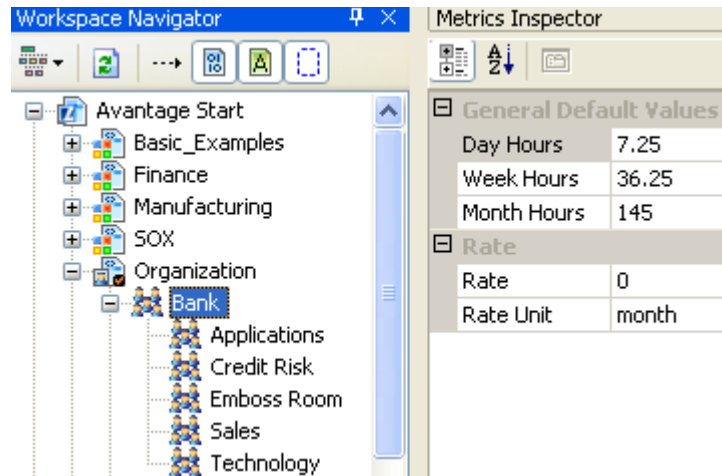 Workspace Navigator
Avantage Start
Basic_Examples
Finance
Manufacturing
SOX
Organization
Bank
Applications
Credit Risk
Emboss Room
Sales
Technology
Metrics Inspector
General Default Values
Day Hours 7.25
Week Hours 36.25
Month Hours 145
Rate
Rate 0
Rate Unit month